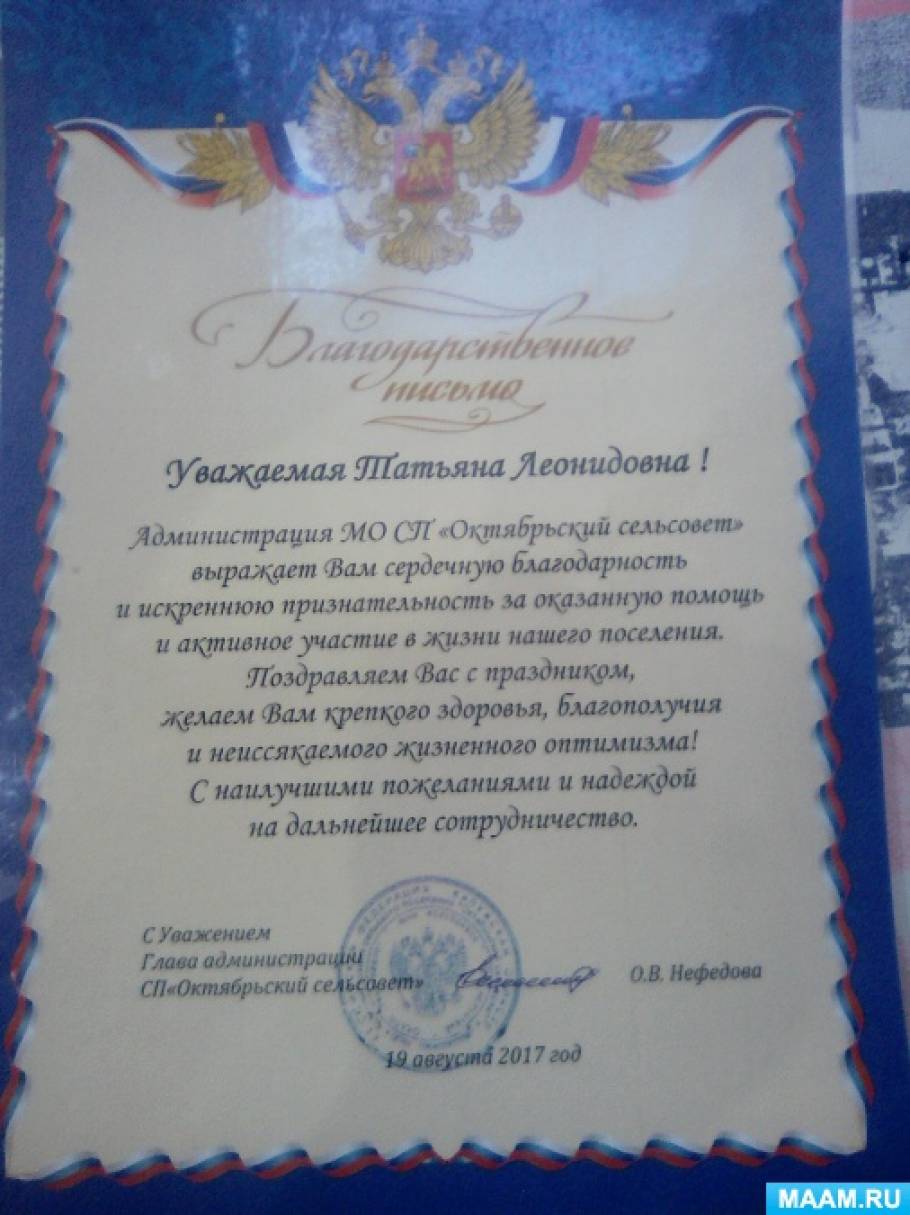 Благодарственное
письмо
Уважаемая Татьяна Леонидовна !
Администрация МО СП «Октябрьский сельсовет»
выражает Вам сердечную благодарность
и искреннюю признательность за оказанную помощь
и активное участие в жизни нашего поселения.
Поздравляем Вас с праздником,
желаем Вам крепкого здоровья, благополучия
и неиссякаемого жизненного оптимизма!
С наилучшими пожеланиями и надеждой
на дальнейшее сотрудничество.
С Уважением
Глава администрации
СП«Октябрьский сельсовет»
О.В. Нефедова
19 августа 2017 год
MAAM.RU